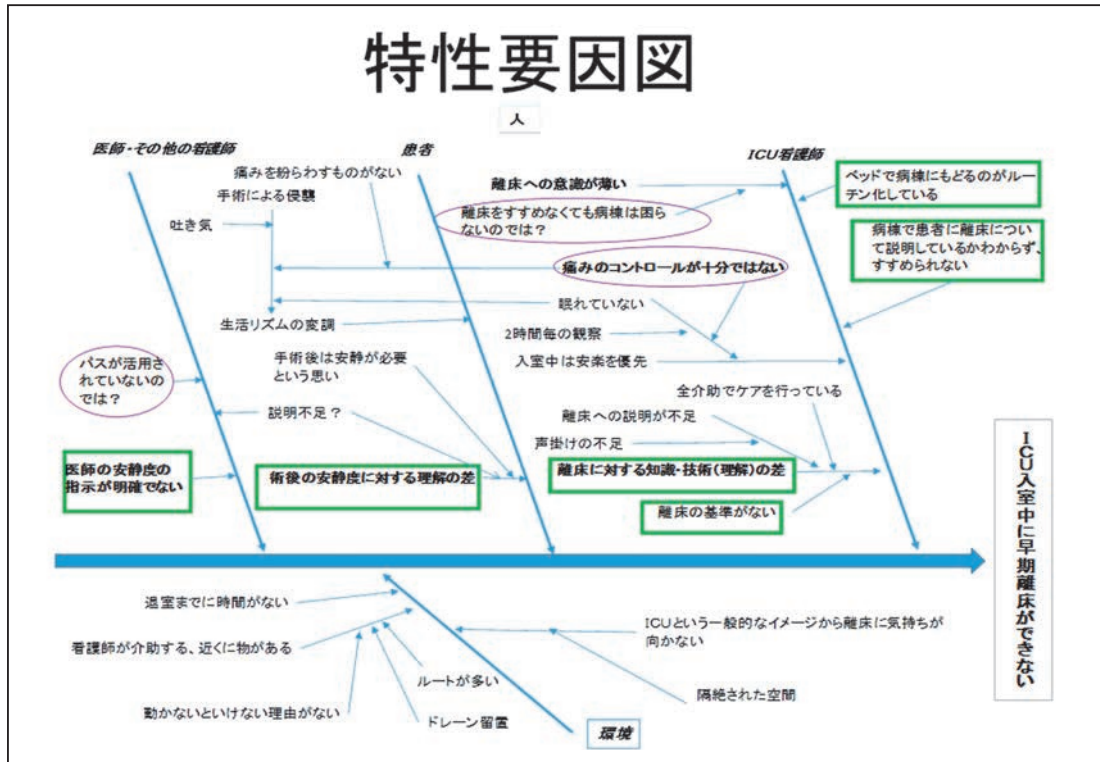 特性要因図
人
医師・その他の看護師
患者
ICU看護師
痛みを紛らわすものがない
手術による侵襲
吐き気
生活リズムの変調
パスが活用さ
れていないの
では？
手術後は安静が必要
という思い
説明不足？
医師の安静度の
指示が明確でない
術後の安静度に対する理解の差
離床への意識が薄い
離床をすすめなくても病棟は困ら
ないのでは？
痛みのコントロールが十分ではない
眠れていない
2時間毎の観察
入室中は安楽を優先
全介助でケアを行っている
離床への説明が不足
声掛けの不足
離床に対する知識・技術（理解）の差
離床の基準がない
ベッドで病棟にもどるのがルー
チン化している
病棟で患者に離床につい
て説明しているかわからず、
すすめられない
ICU入室中に早期離床ができない
退室までに時間がない
看護師が介助する、近くに物がある
動かないといけない理由がない
ルートが多い
ドレーン留置
環境
ICUという一般的なイメージから離床に気持ちが
向かない
隔絶された空間